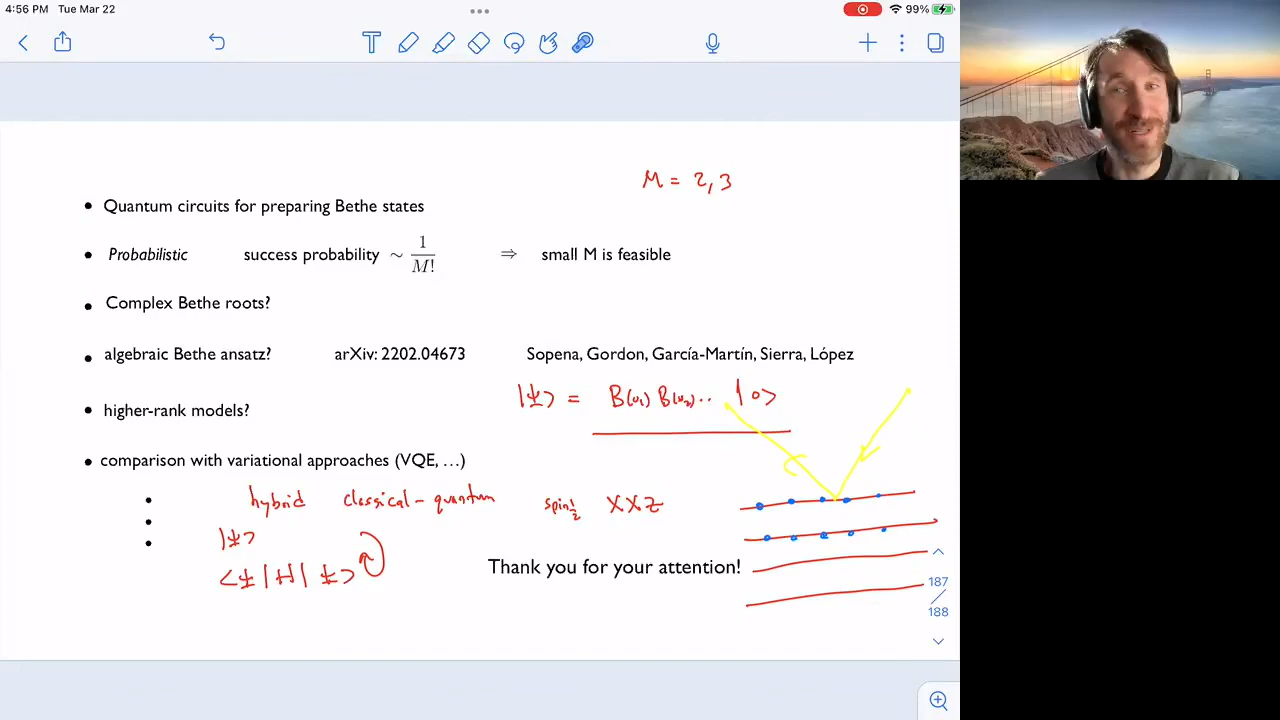 4:56 PM Tue Mar 22
99%
M = 2, 3
• Quantum circuits for preparing Bethe states
• Probabilistic success probability ~ 1/M! ⇒ small M is feasible
• Complex Bethe roots?
• algebraic Bethe ansatz? arXiv: 2202.04673 Sopena, Gordon, García-Martín, Sierra, López
|ψ> = B(u₁) B(u₂) .. |0>
• higher-rank models?
• comparison with variational approaches (VQE, …)
• hybrid classical-quantum spin ½ XXZ
•
|ψ>
•
<ψ|H|ψ>
Thank you for your attention!
187
188